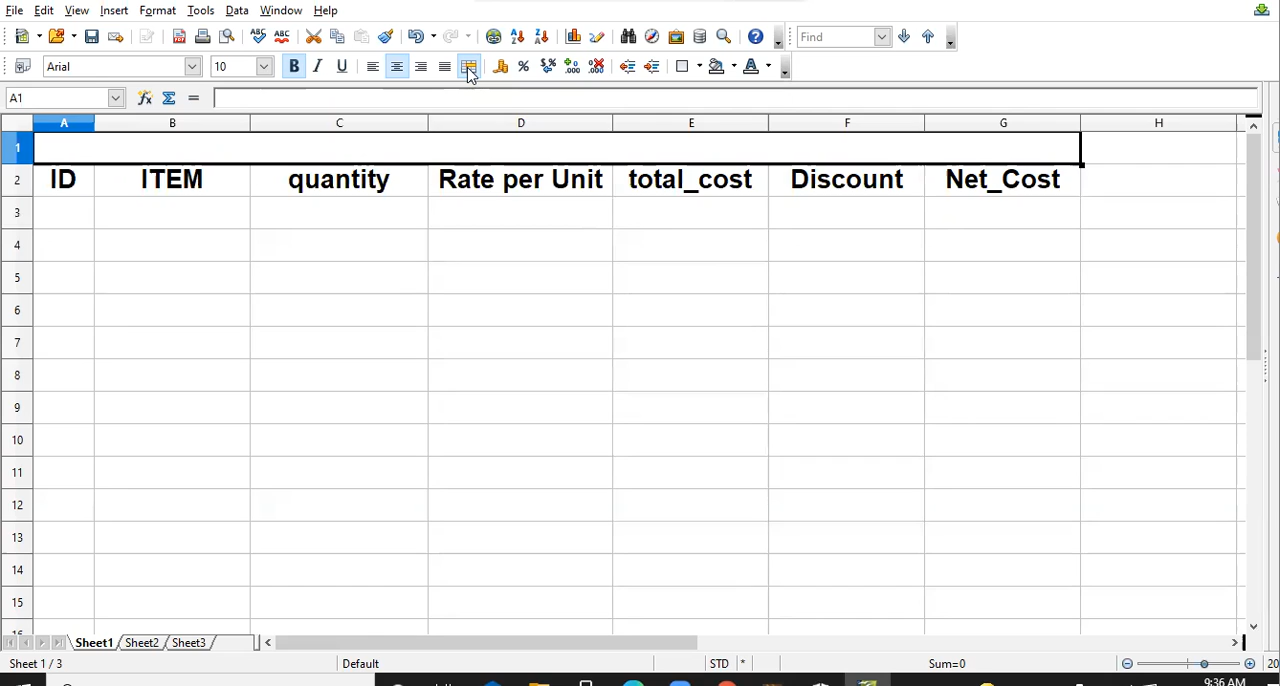 File Edit View Insert Format Tools Data Window Help
Find
Arial 10 B I U %
A1 fx Σ =
A B C D E F G H
1
2 ID ITEM quantity Rate per Unit total_cost Discount Net_Cost
3
4
5
6
7
8
9
10
11
12
13
14
15
Sheet1 Sheet2 Sheet3
Sheet 1 / 3 Default STD * Sum=0 20
9:36 AM